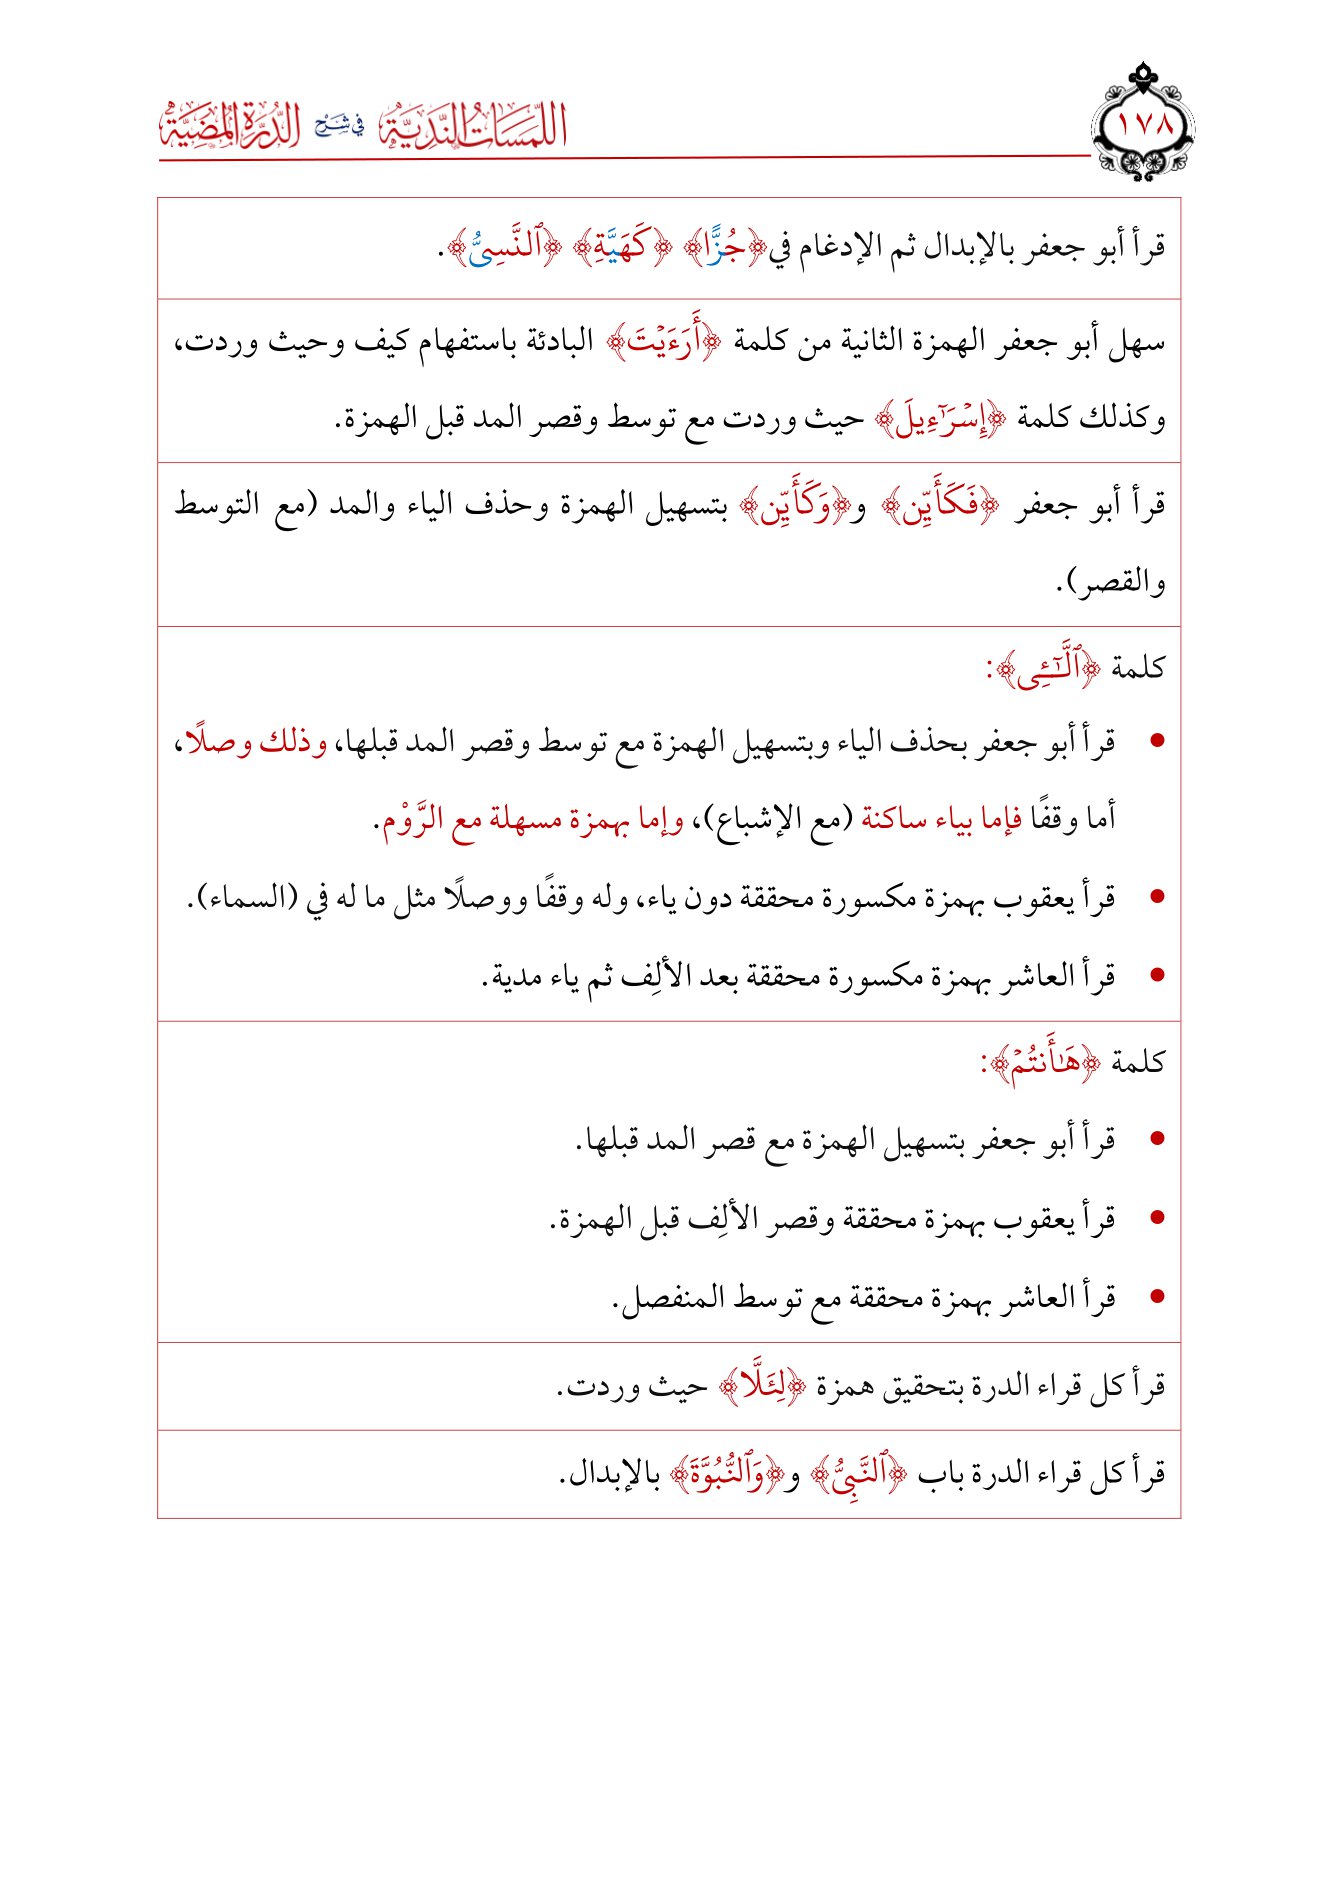 ١٧٨
اللمسات الندية في شرح الدرة المضية
قرأ أبو جعفر بالإبدال ثم الإدغام في﴿جُزًّا﴾ ﴿كَهَيَّةِ﴾ ﴿ٱلنَّسِىُّ﴾.
سهل أبو جعفر الهمزة الثانية من كلمة ﴿أَرَءَيۡتَ﴾ البادئة باستفهام كيف وحيث وردت،
وكذلك كلمة ﴿إِسۡرَـٰٓءِيلَ﴾ حيث وردت مع توسط وقصر المد قبل الهمزة.
قرأ أبو جعفر ﴿فَكَأَيِّن﴾ و﴿وَكَأَيِّن﴾ بتسهيل الهمزة وحذف الياء والمد (مع التوسط
والقصر).
كلمة ﴿ٱلَّـٰٓـِٔى﴾:
• قرأ أبو جعفر بحذف الياء وبتسهيل الهمزة مع توسط وقصر المد قبلها، وذلك وصلًا،
أما وقفًا فإما بياء ساكنة (مع الإشباع)، وإما بهمزة مسهلة مع الرَّوْم.
• قرأ يعقوب بهمزة مكسورة محققة دون ياء، وله وقفًا ووصلًا مثل ما له في (السماء).
• قرأ العاشر بهمزة مكسورة محققة بعد الألِف ثم ياء مدية.
كلمة ﴿هَـٰٓأَنتُمۡ﴾:
• قرأ أبو جعفر بتسهيل الهمزة مع قصر المد قبلها.
• قرأ يعقوب بهمزة محققة وقصر الألِف قبل الهمزة.
• قرأ العاشر بهمزة محققة مع توسط المنفصل.
قرأ كل قراء الدرة بتحقيق همزة ﴿لِئَلَّا﴾ حيث وردت.
قرأ كل قراء الدرة باب ﴿ٱلنَّبِىُّ﴾ و﴿وَٱلنُّبُوَّةَ﴾ بالإبدال.